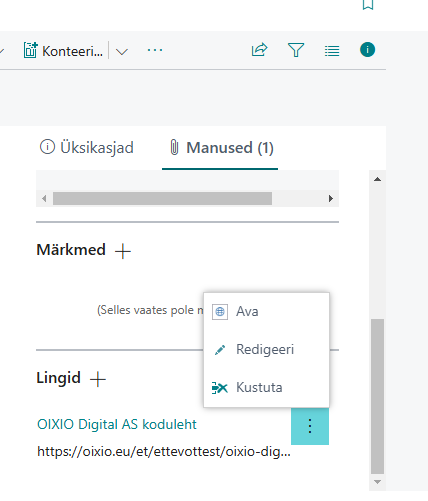 Konteeri...
Üksikasjad
Manused (1)
Märkmed
(Selles vaates pole
Ava
Redigeeri
Kustuta
Lingid
OIXIO Digital AS koduleht
https://oixio.eu/et/ettevottest/oixio-dig...